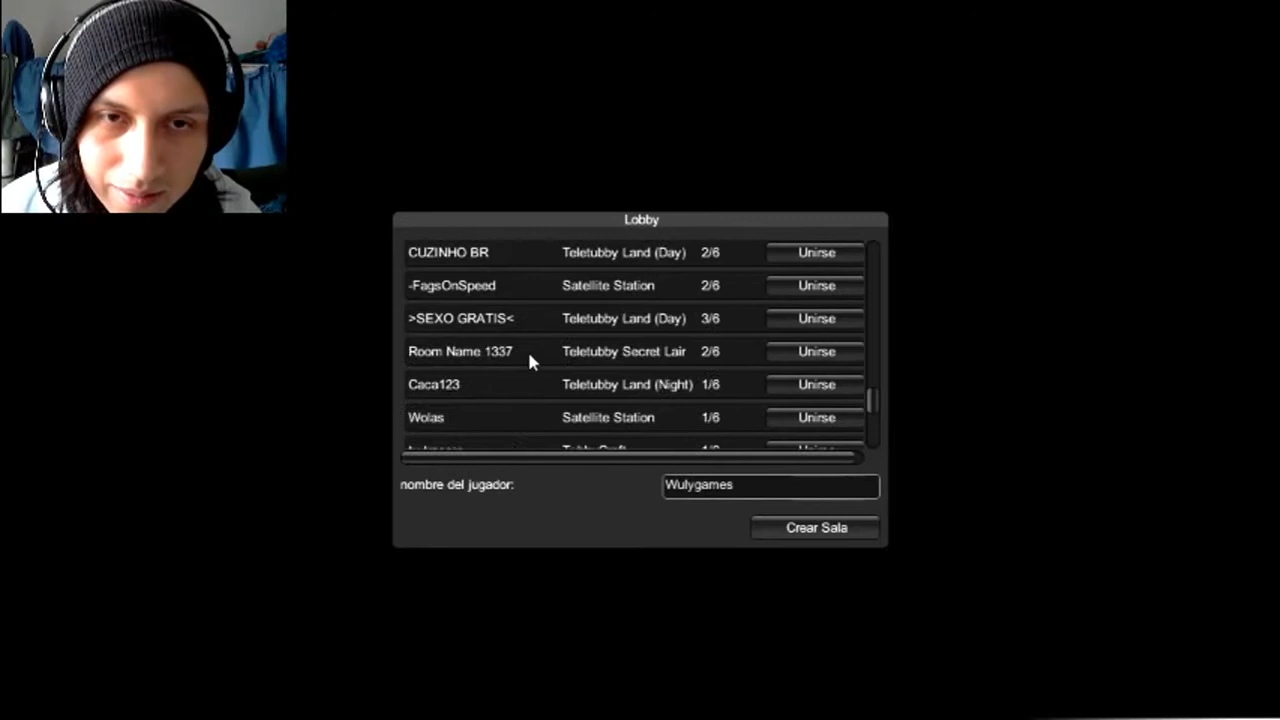 Lobby
CUZINHO BR Teletubby Land (Day) 2/6 Unirse
-FagsOnSpeed Satellite Station 2/6 Unirse
>SEXO GRATIS< Teletubby Land (Day) 3/6 Unirse
Room Name 1337 Teletubby Secret Lair 2/6 Unirse
Caca123 Teletubby Land (Night) 1/6 Unirse
Wolas Satellite Station 1/6 Unirse
nombre del jugador: Wulygames
Crear Sala